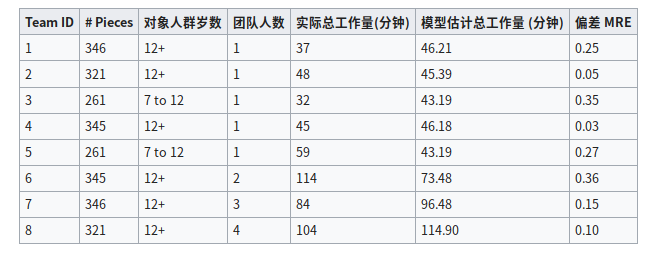 Team ID # Pieces 对象人群岁数 团队人数 实际总工作量(分钟) 模型估计总工作量 (分钟) 偏差 MRE
1 346 12+ 1 37 46.21 0.25
2 321 12+ 1 48 45.39 0.05
3 261 7 to 12 1 32 43.19 0.35
4 345 12+ 1 45 46.18 0.03
5 261 7 to 12 1 59 43.19 0.27
6 345 12+ 2 114 73.48 0.36
7 346 12+ 3 84 96.48 0.15
8 321 12+ 4 104 114.90 0.10